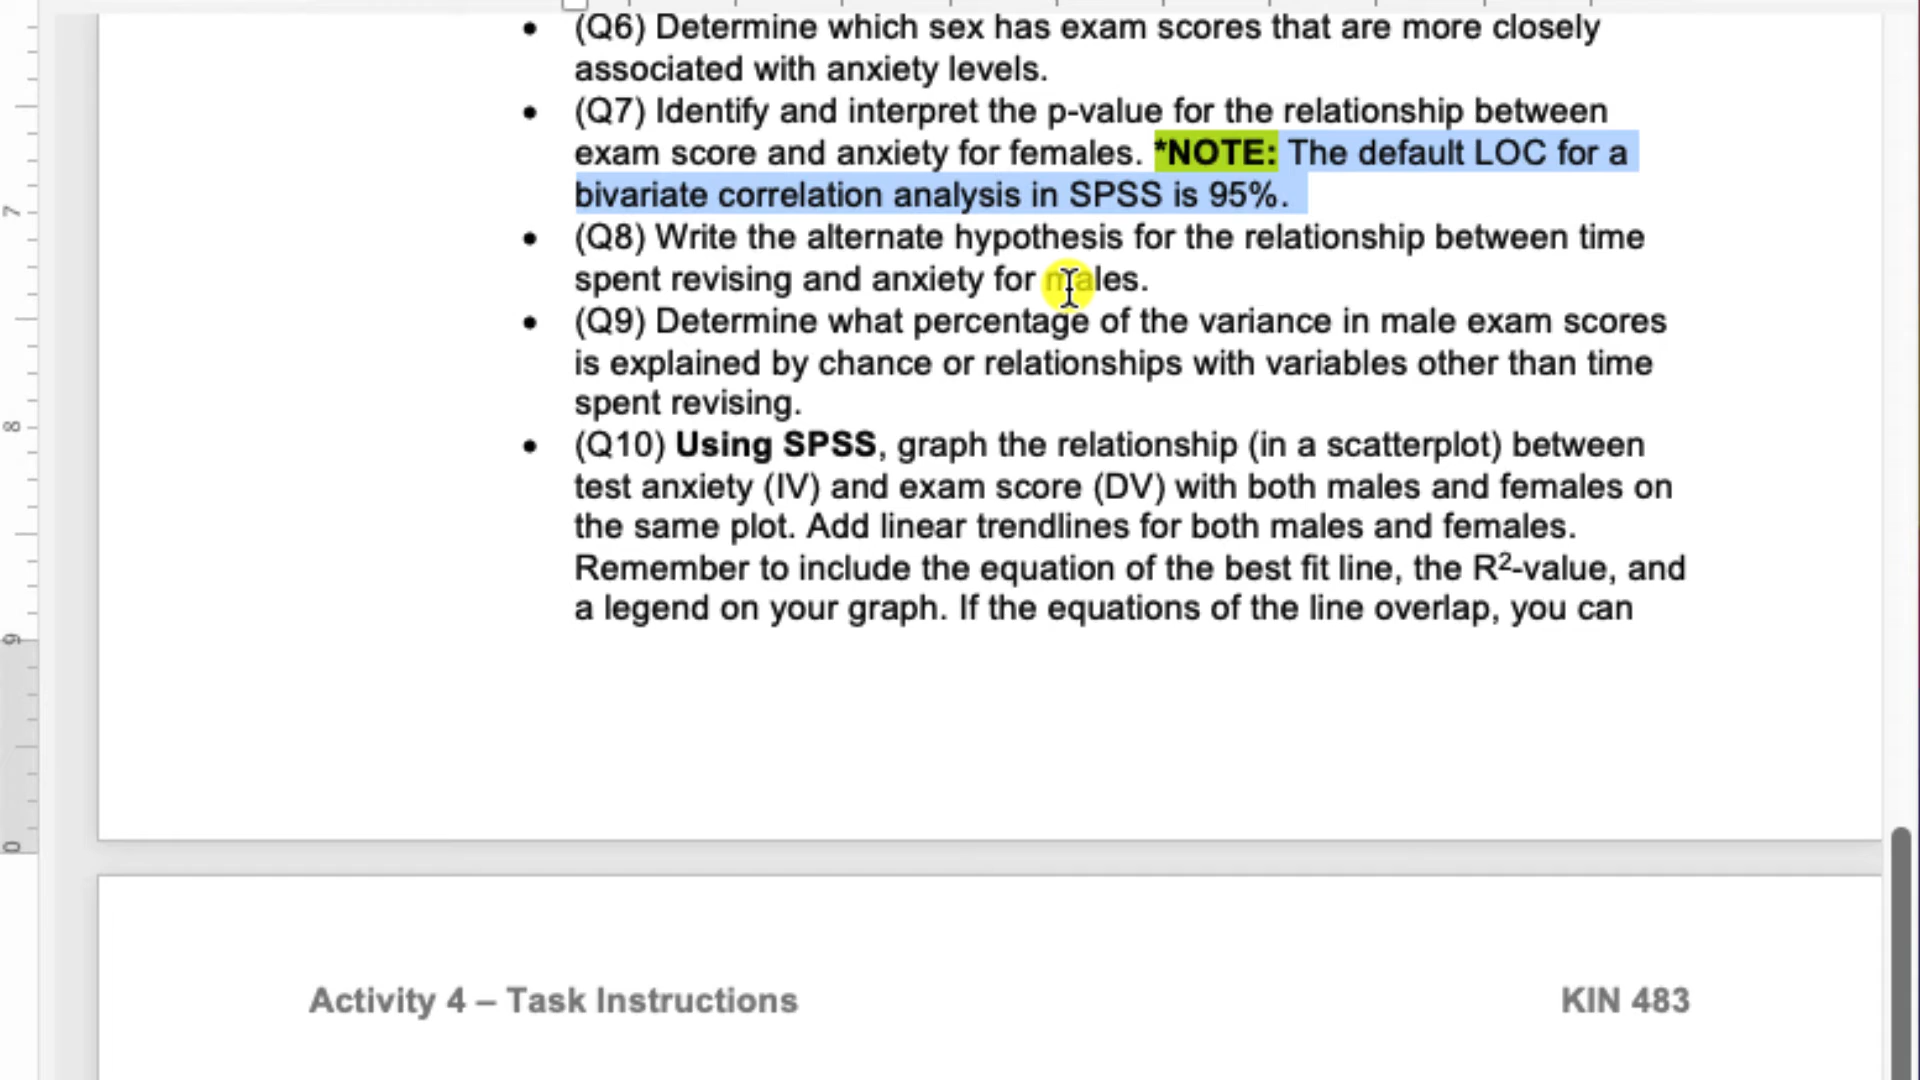 • (Q6) Determine which sex has exam scores that are more closely
associated with anxiety levels.
• (Q7) Identify and interpret the p-value for the relationship between
exam score and anxiety for females. *NOTE: The default LOC for a
bivariate correlation analysis in SPSS is 95%.
• (Q8) Write the alternate hypothesis for the relationship between time
spent revising and anxiety for males.
• (Q9) Determine what percentage of the variance in male exam scores
is explained by chance or relationships with variables other than time
spent revising.
• (Q10) Using SPSS, graph the relationship (in a scatterplot) between
test anxiety (IV) and exam score (DV) with both males and females on
the same plot. Add linear trendlines for both males and females.
Remember to include the equation of the best fit line, the R²-value, and
a legend on your graph. If the equations of the line overlap, you can
Activity 4 – Task Instructions
KIN 483
7
8
9
0